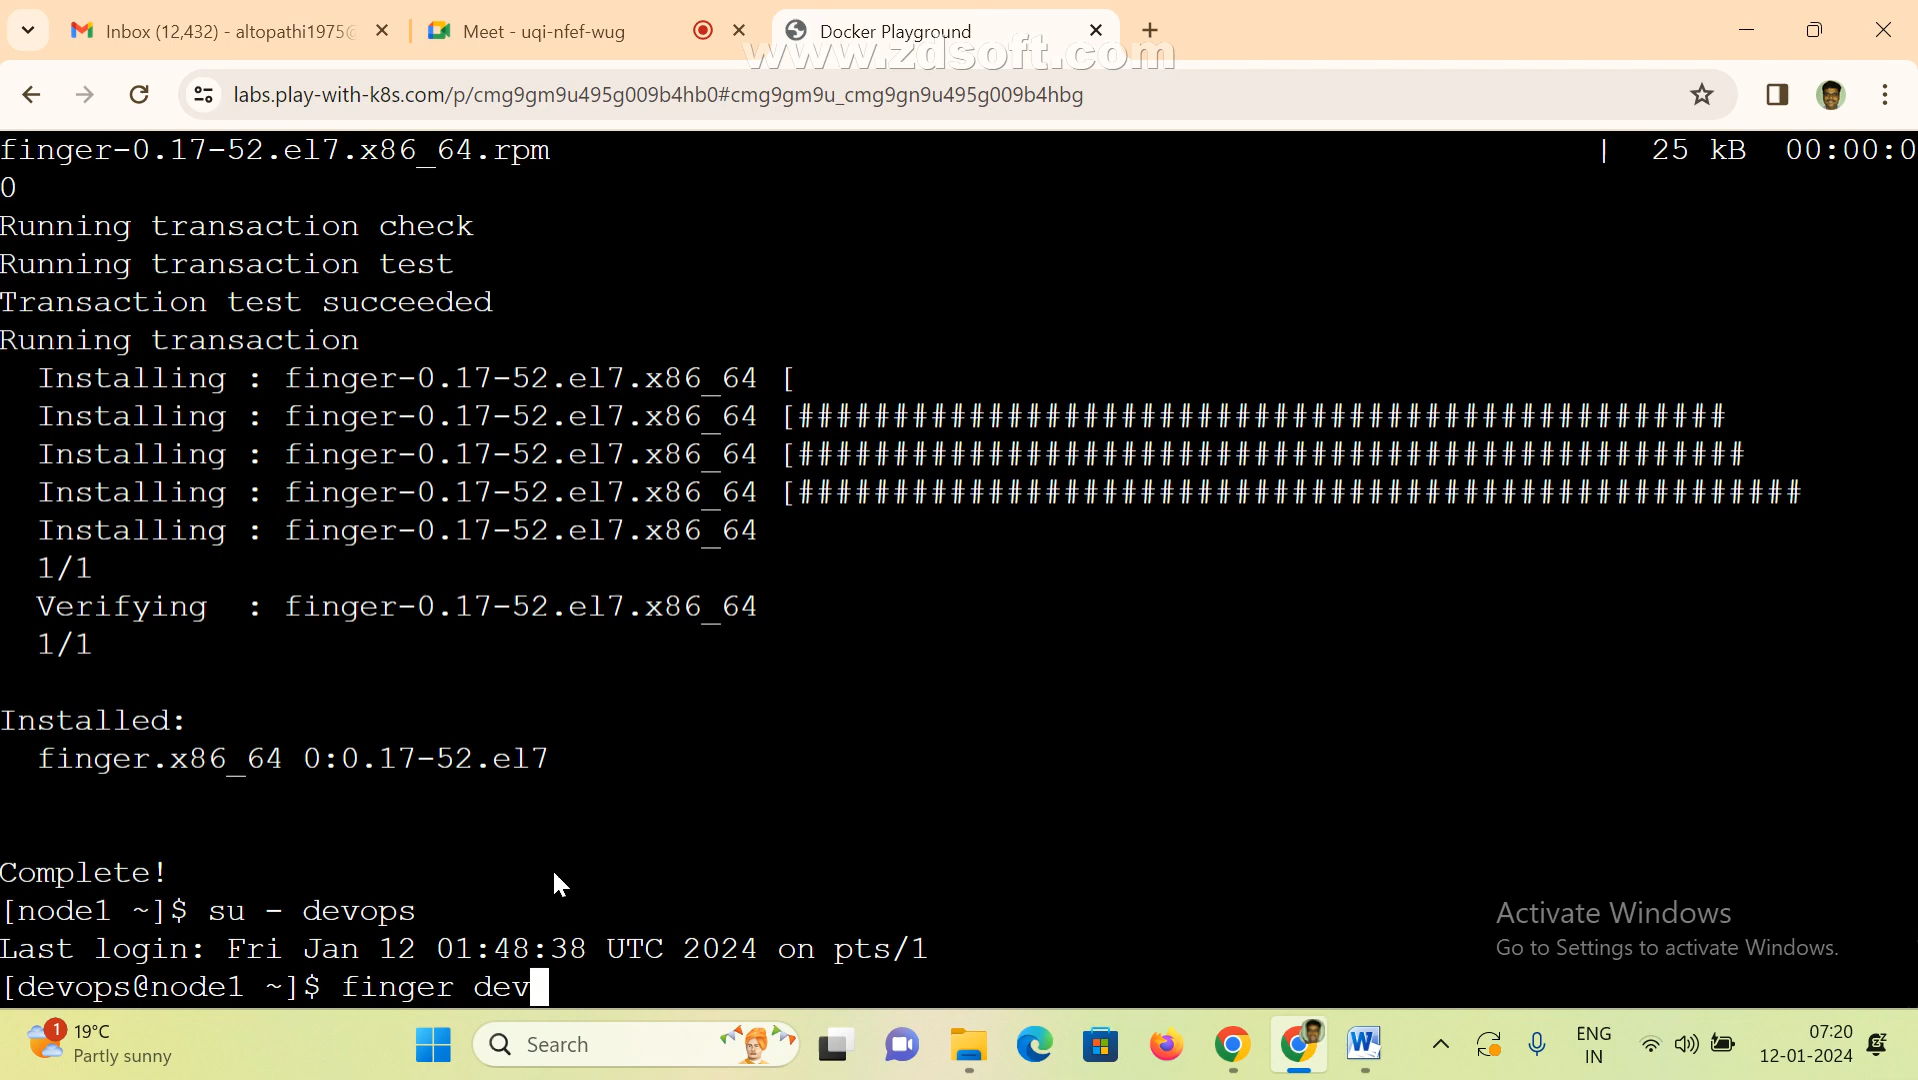 Inbox (12,432) - altopathi1975@
Meet - uqi-nfef-wug
Docker Playground
www.zdsoft.com
labs.play-with-k8s.com/p/cmg9gm9u495g009b4hb0#cmg9gm9u_cmg9gn9u495g009b4hbg
finger-0.17-52.el7.x86_64.rpm | 25 kB 00:00:0
0
Running transaction check
Running transaction test
Transaction test succeeded
Running transaction
Installing : finger-0.17-52.el7.x86_64 [
Installing : finger-0.17-52.el7.x86_64 [#################################################
Installing : finger-0.17-52.el7.x86_64 [##################################################
Installing : finger-0.17-52.el7.x86_64 [#####################################################
Installing : finger-0.17-52.el7.x86_64
1/1
Verifying : finger-0.17-52.el7.x86_64
1/1
Installed:
finger.x86_64 0:0.17-52.el7
Complete!
[node1 ~]$ su - devops
Last login: Fri Jan 12 01:48:38 UTC 2024 on pts/1
[devops@node1 ~]$ finger dev
Activate Windows
Go to Settings to activate Windows.
1
19°C
Partly sunny
Search
ENG
IN
07:20
12-01-2024